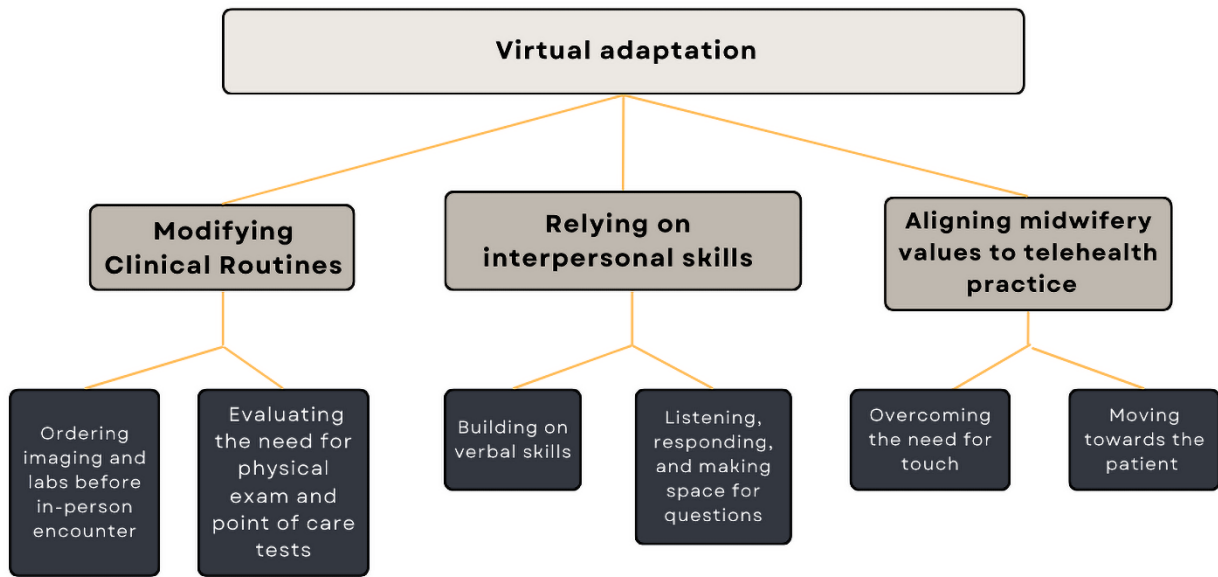 Virtual adaptation
Modifying
Clinical Routines
Relying on
interpersonal skills
Aligning midwifery
values to telehealth
practice
Ordering
imaging and
labs before
in-person
encounter
Evaluating
the need for
physical
exam and
point of care
tests
Building on
verbal skills
Listening,
responding,
and making
space for
questions
Overcoming
the need for
touch
Moving
towards the
patient